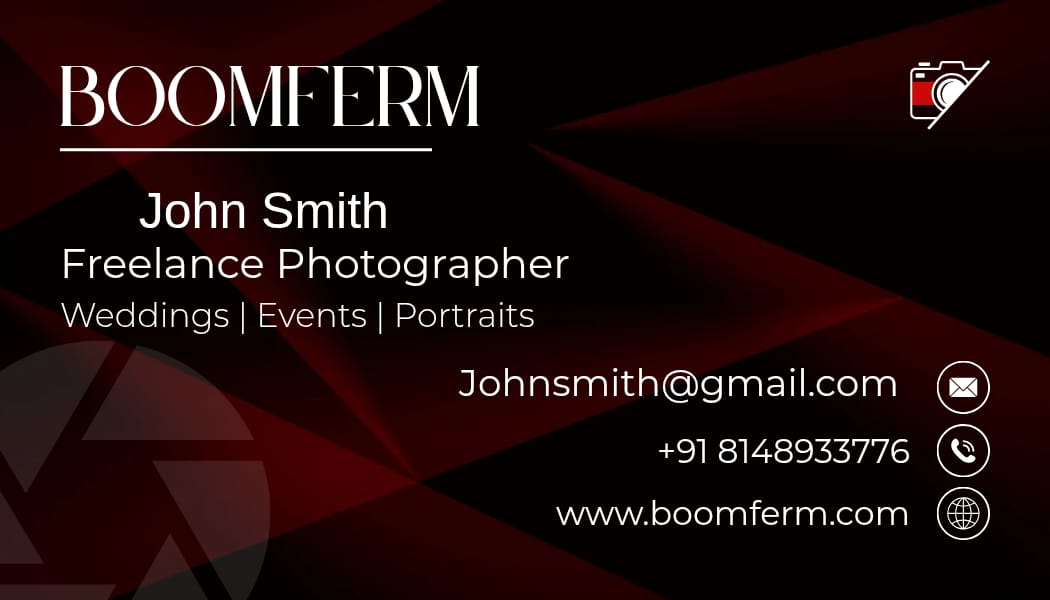 BOOMFERM
John Smith
Freelance Photographer
Weddings | Events | Portraits
Johnsmith@gmail.com
+91 8148933776
www.boomferm.com